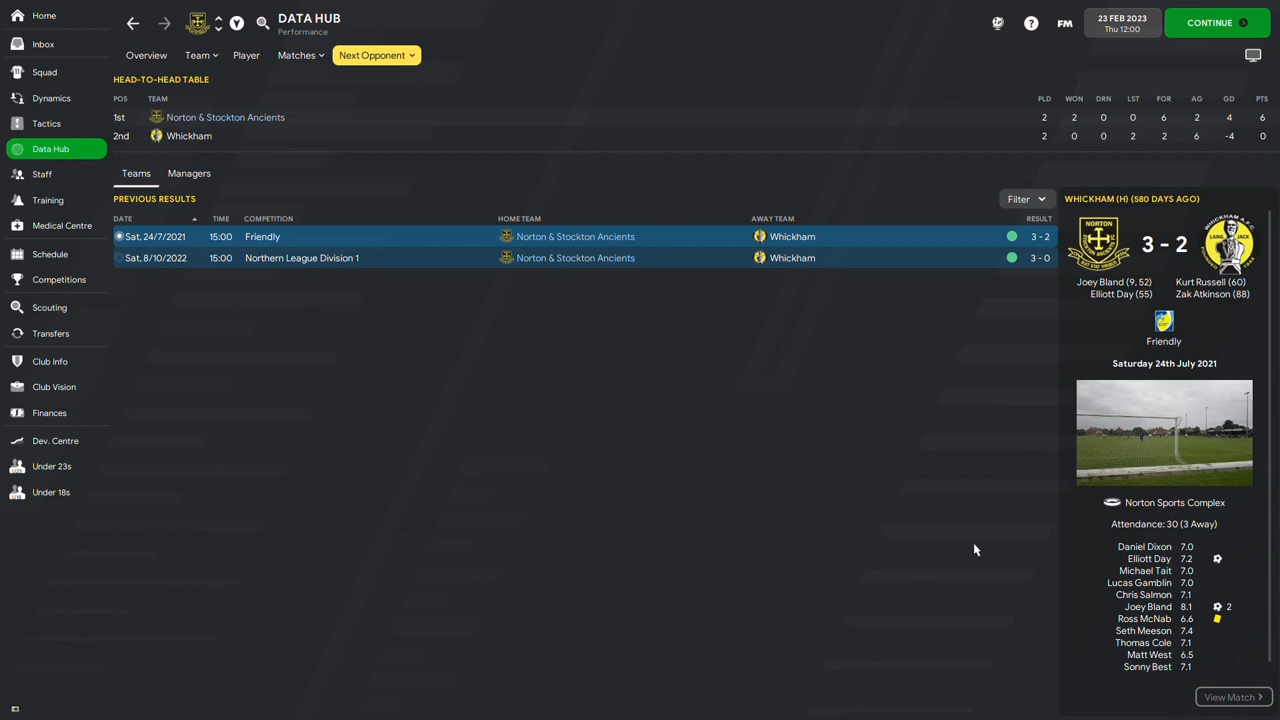 Home
DATA HUB
Performance
23 FEB 2023
Thu 12:00
CONTINUE
FM
Inbox
Squad
Dynamics
Tactics
Data Hub
Staff
Training
Medical Centre
Schedule
Competitions
Scouting
Transfers
Club Info
Club Vision
Finances
Dev. Centre
Under 23s
Under 18s
Overview Team Player Matches Next Opponent
HEAD-TO-HEAD TABLE
POS TEAM PLD WON DRN LST FOR AG GD PTS
1st Norton & Stockton Ancients 2 2 0 0 6 2 4 6
2nd Whickham 2 0 0 2 2 6 -4 0
Teams Managers
PREVIOUS RESULTS
Filter
DATE TIME COMPETITION HOME TEAM AWAY TEAM RESULT
Sat, 24/7/2021 15:00 Friendly Norton & Stockton Ancients Whickham 3 - 2
Sat, 8/10/2022 15:00 Northern League Division 1 Norton & Stockton Ancients Whickham 3 - 0
WHICKHAM (H) (580 DAYS AGO)
NORTON
WHICKHAM A.F.C
LANG JACK
3 - 2
Joey Bland (9, 52) Kurt Russell (60)
Elliott Day (55) Zak Atkinson (88)
Friendly
Saturday 24th July 2021
Norton Sports Complex
Attendance: 30 (3 Away)
Daniel Dixon 7.0
Elliott Day 7.2
Michael Tait 7.0
Lucas Gamblin 7.0
Chris Salmon 7.1
Joey Bland 8.1 2
Ross McNab 6.6
Seth Meeson 7.4
Thomas Cole 7.1
Matt West 6.5
Sonny Best 7.1
View Match